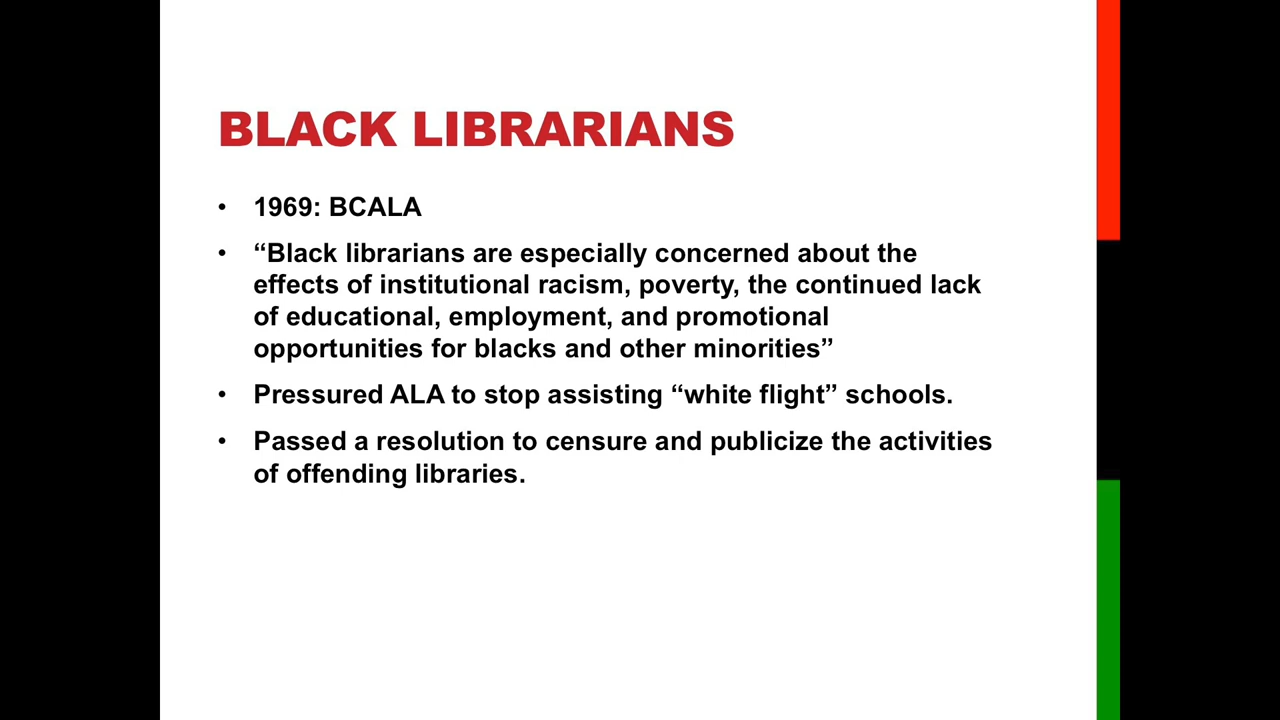 BLACK LIBRARIANS
• 1969: BCALA
• “Black librarians are especially concerned about the
effects of institutional racism, poverty, the continued lack
of educational, employment, and promotional
opportunities for blacks and other minorities”
• Pressured ALA to stop assisting “white flight” schools.
• Passed a resolution to censure and publicize the activities
of offending libraries.